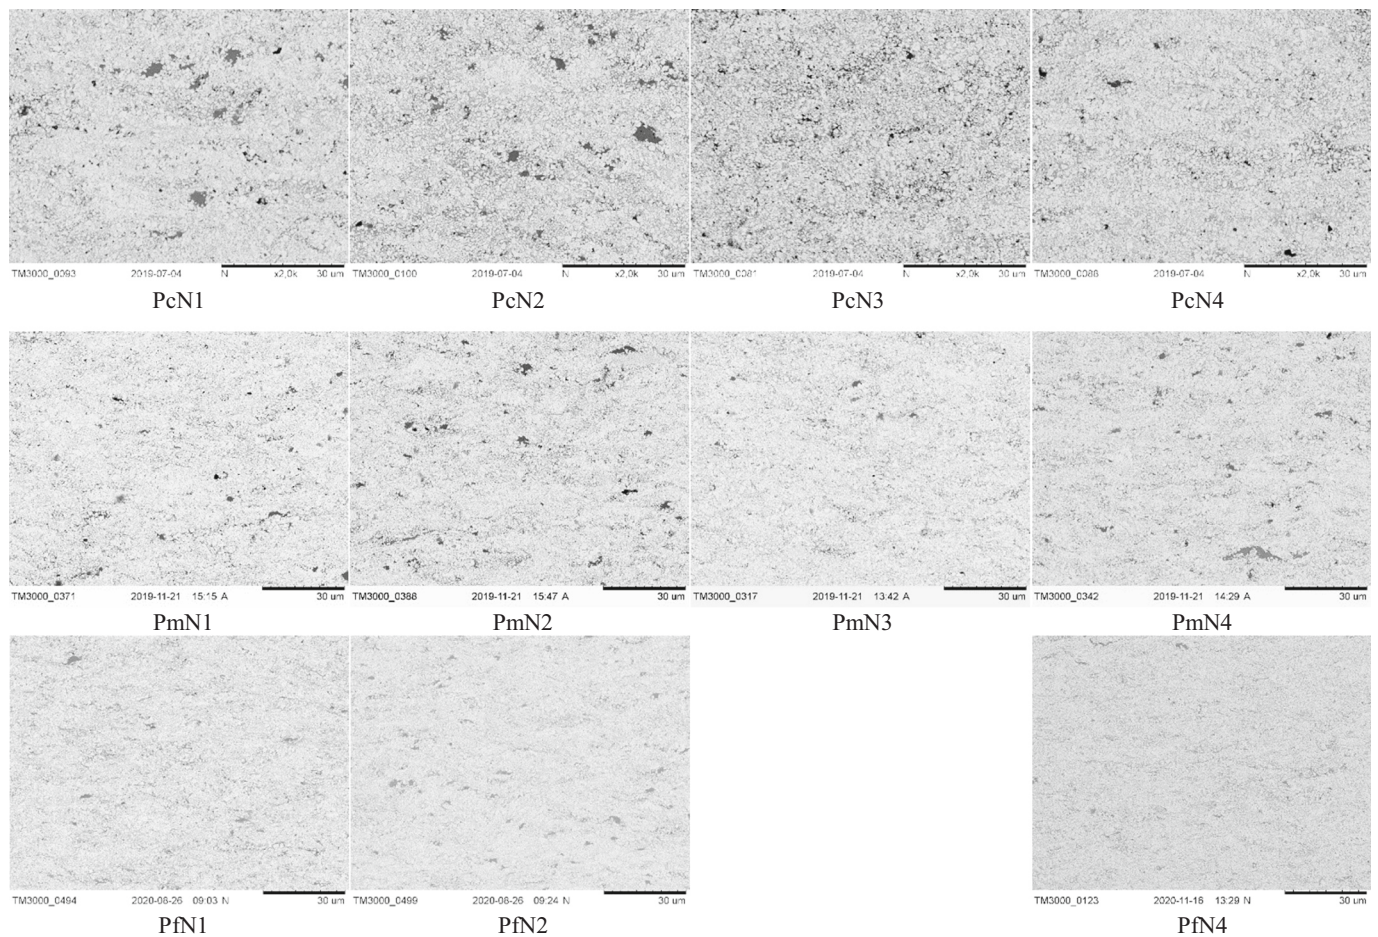 TM3000_0393 2019-07-04 N x2,0k 30 um
TM3000_0100 2019-07-04 N x2,0k 30 um
TM3000_0381 2019-07-04 N x2,0k 30 um
TM3000_0388 2019-07-04 N x2,0k 30 um
PcN1 PcN2 PcN3 PcN4
TM3000_0371 2019-11-21 15:15 A 30 um
TM3000_0388 2019-11-21 15:47 A 30 um
TM3000_0317 2019-11-21 13:42 A 30 um
TM3000_0342 2019-11-21 14:29 A 30 um
PmN1 PmN2 PmN3 PmN4
TM3000_0494 2020-08-26 09:03 N 30 um
TM3000_0499 2020-08-26 09:24 N 30 um
TM3000_0123 2020-11-16 13:29 N 30 um
PfN1 PfN2 PfN4